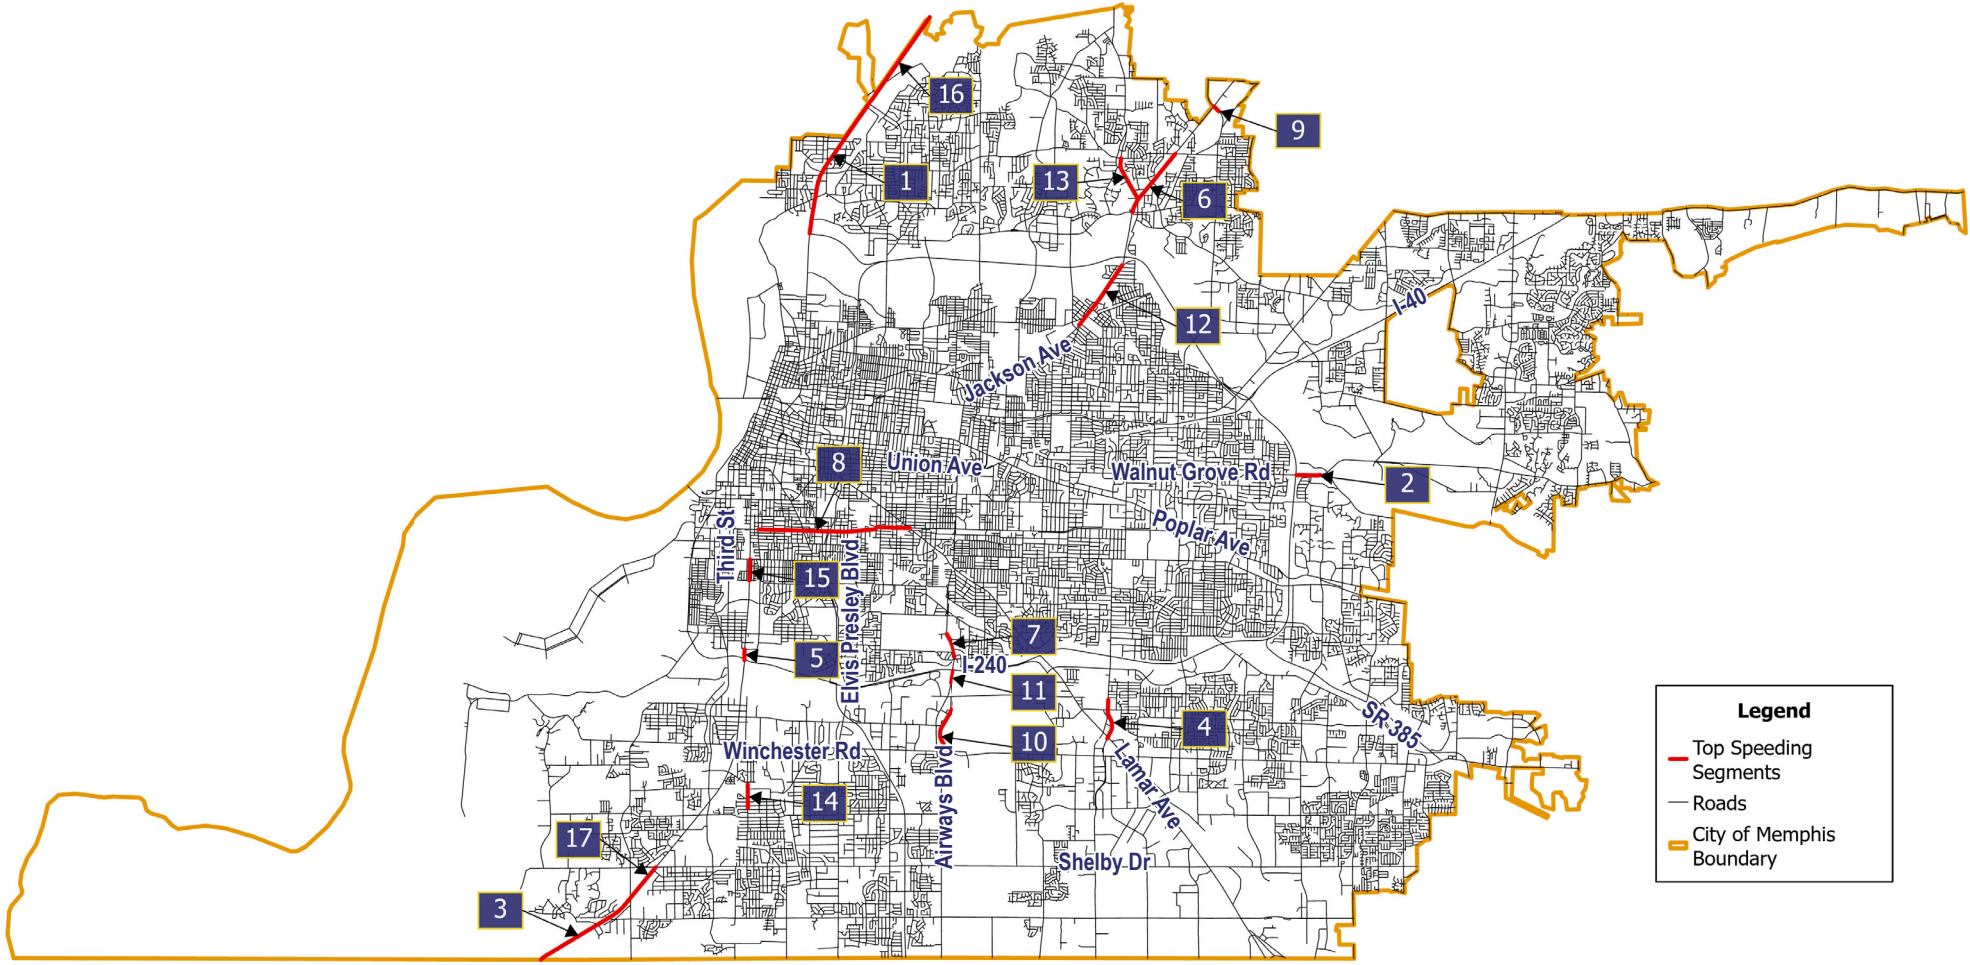 16
9
1
13
6
I-40
12
Jackson Ave
8
Union Ave
Walnut Grove Rd
2
Third St
Poplar Ave
15
Elvis Presley Blvd
7
5
I-240
11
4
SR-385
10
Winchester Rd
Lamar Ave
14
Airways Blvd
17
Shelby Dr
3
Legend
Top Speeding
Segments
Roads
City of Memphis
Boundary